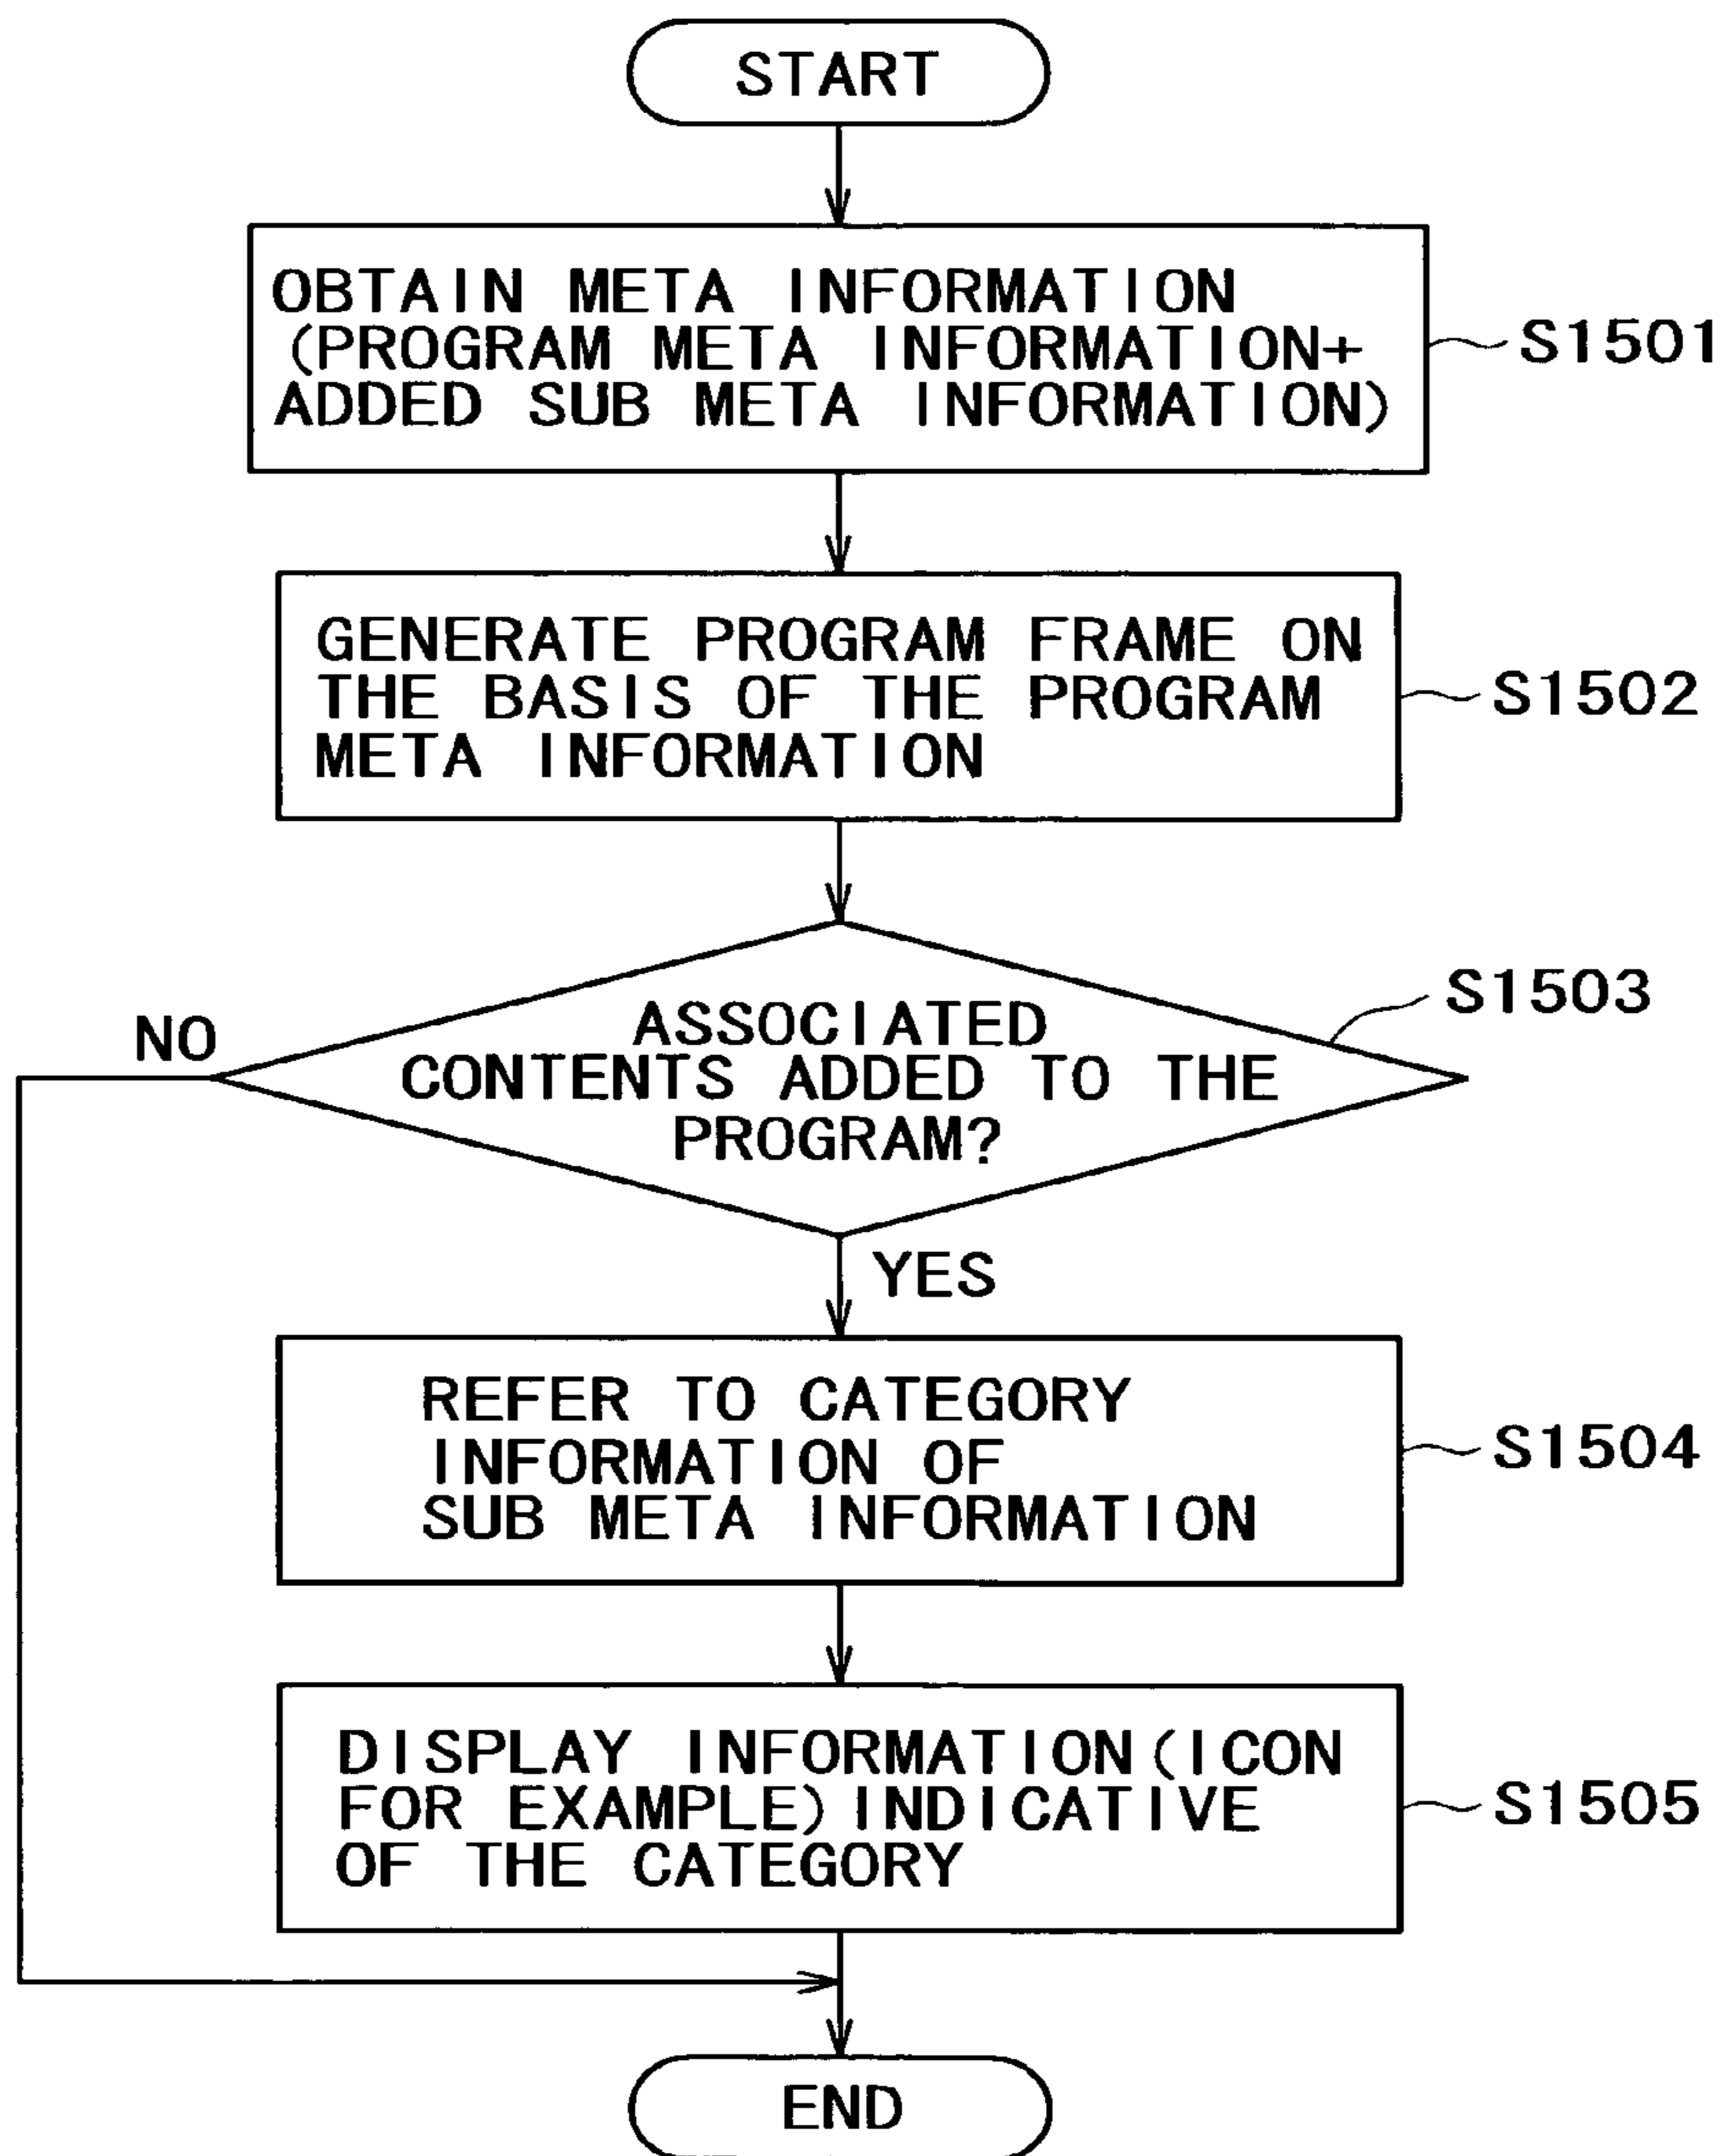 START
OBTAIN META INFORMATION
(PROGRAM META INFORMATION+
ADDED SUB META INFORMATION)
S1501
GENERATE PROGRAM FRAME ON
THE BASIS OF THE PROGRAM
META INFORMATION
S1502
S1503
NO
ASSOCIATED
CONTENTS ADDED TO THE
PROGRAM?
YES
REFER TO CATEGORY
INFORMATION OF
SUB META INFORMATION
S1504
DISPLAY INFORMATION(ICON
FOR EXAMPLE)INDICATIVE
OF THE CATEGORY
S1505
END